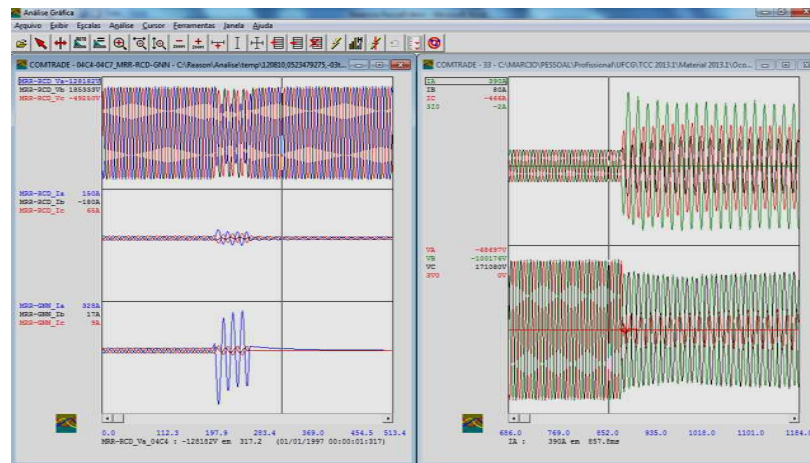 Análise Gráfica
Arquivo Exibir Escalas Análise Cursor Ferramentas Janela Ajuda
COMTRADE - 04C4-04C7_MRR-RCD-GNN - C:\Reason\Analise\temp\120810,0523479275,-03t...
MRR-RCD_Va -128182V
MRR-RCD_Vb 185333V
MRR-RCD_Vc -49250V
MRR-RCD_Ia 150A
MRR-RCD_Ib -180A
MRR-RCD_Ic 65A
MRR-GNN_Ia 328A
MRR-GNN_Ib 17A
MRR-GNN_Ic 9A
0.0 112.3 197.9 283.4 369.0 454.5 513.4
MRR-RCD_Va_04C4 : -128182V em 317.2 (01/01/1997 00:00:01:317)
COMTRADE - 33 - C:\MARCIO\PESSOAL\Profissional\UFCG\TCC 2013.1\Material 2013.1\Oco...
IA 390A
IB 80A
IC -466A
3I0 -2A
VA -68697V
VB -100176V
VC 171080V
3V0 0V
686.0 769.0 852.0 935.0 1018.0 1101.0 1184.0
IA : 390A em 857.8ms